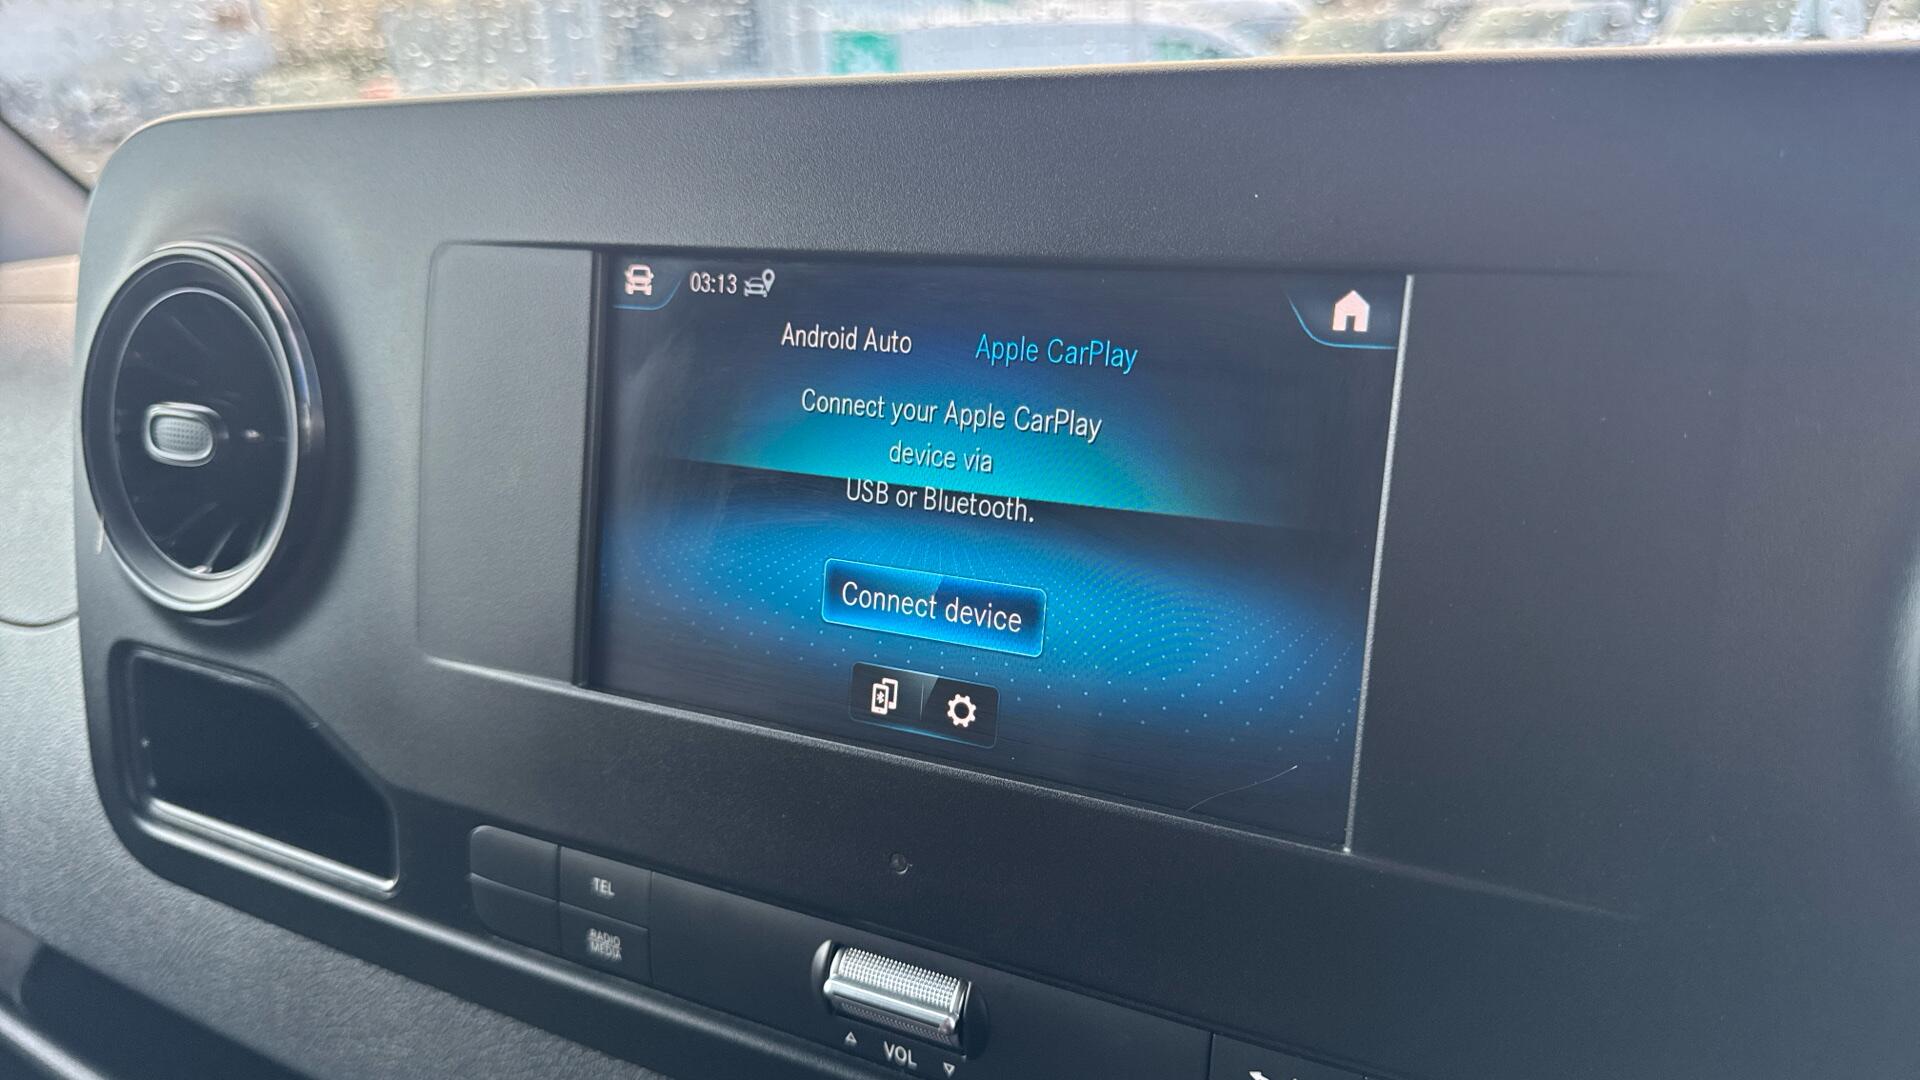 03:13
Android Auto Apple CarPlay
Connect your Apple CarPlay
device via
USB or Bluetooth.
Connect device
TEL
RADIO
MEDIA
VOL